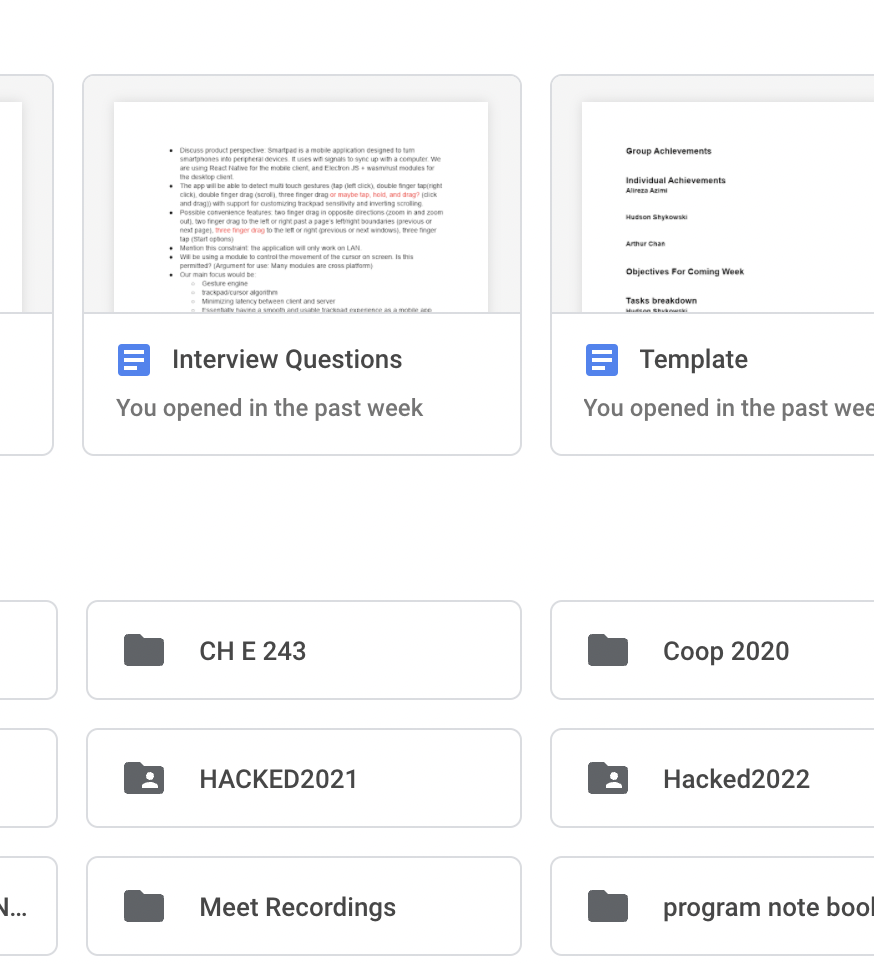 Discuss product perspective: Smartpad is a mobile application designed to turn
smartphones into peripheral devices. It uses wifi signals to sync up with a computer. We
are using React Native for the mobile client, and Electron JS + wasm/rust modules for
the desktop client.
The app will be able to detect multi touch gestures (tap (left click), double finger tap(right
click), double finger drag (scroll), three finger drag or maybe tap, hold, and drag? (click
and drag)) with support for customizing trackpad sensitivity and inverting scrolling.
Possible convenience features: two finger drag in opposite directions (zoom in and zoom
out), two finger drag to the left or right past a page's left/right boundaries (previous or
next page), three finger drag to the left or right (previous or next windows), three finger
tap (Start options)
Mention this constraint: the application will only work on LAN.
Will be using a module to control the movement of the cursor on screen. Is this
permitted? (Argument for use: Many modules are cross platform)
Our main focus would be:
Gesture engine
trackpad/cursor algorithm
Minimizing latency between client and server
Essentially having a smooth and usable trackpad experience as a mobile app
Group Achievements
Individual Achievements
Alireza Azimi
Hudson Shykowski
Arthur Chan
Objectives For Coming Week
Tasks breakdown
Hudson Shykowski
Interview Questions
Template
You opened in the past week
You opened in the past wee
CH E 243
Coop 2020
HACKED2021
Hacked2022
N...
Meet Recordings
program note book